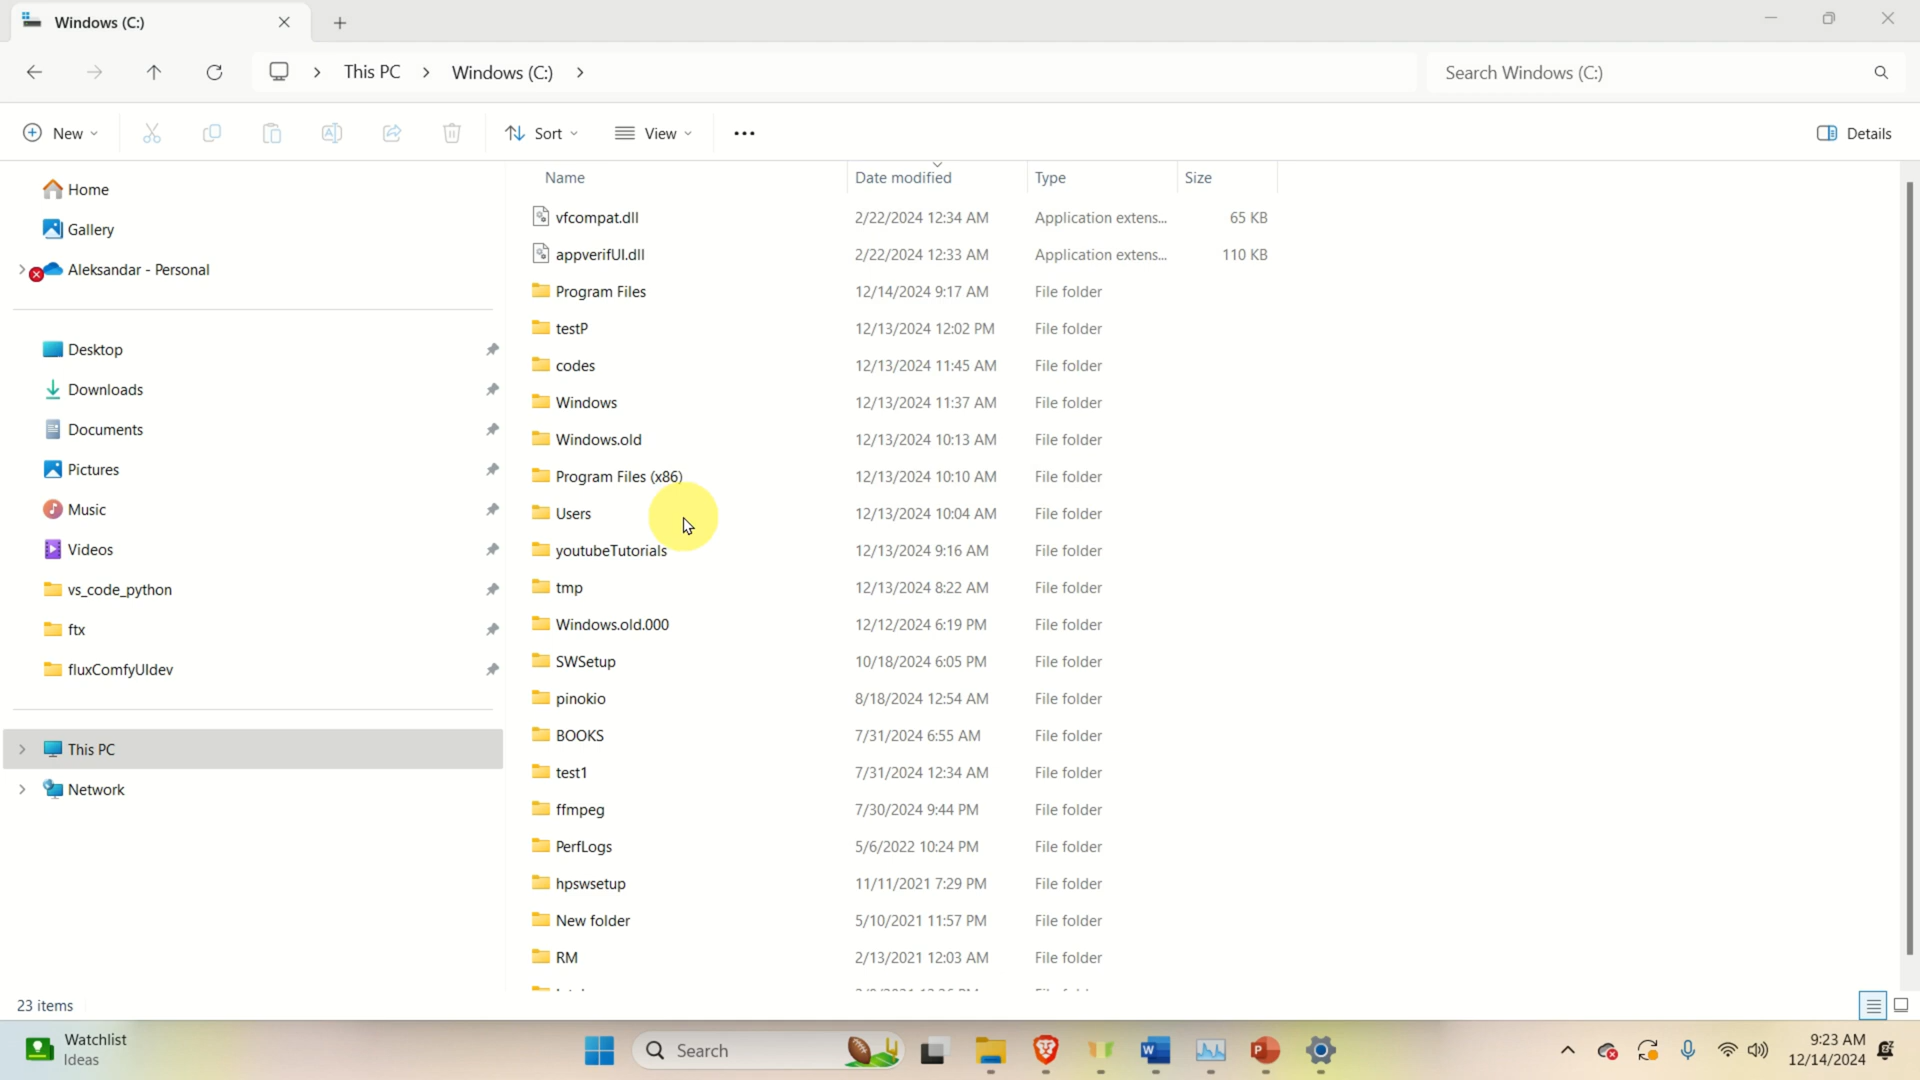 Windows (C:)
This PC > Windows (C:) >
Search Windows (C:)
New
Sort
View
Details
Home
Gallery
Aleksandar - Personal
Desktop
Downloads
Documents
Pictures
Music
Videos
vs_code_python
ftx
fluxComfyUIdev
This PC
Network
Name Date modified Type Size
vfcompat.dll 2/22/2024 12:34 AM Application extens... 65 KB
appverifUI.dll 2/22/2024 12:33 AM Application extens... 110 KB
Program Files 12/14/2024 9:17 AM File folder
testP 12/13/2024 12:02 PM File folder
codes 12/13/2024 11:45 AM File folder
Windows 12/13/2024 11:37 AM File folder
Windows.old 12/13/2024 10:13 AM File folder
Program Files (x86) 12/13/2024 10:10 AM File folder
Users 12/13/2024 10:04 AM File folder
youtubeTutorials 12/13/2024 9:16 AM File folder
tmp 12/13/2024 8:22 AM File folder
Windows.old.000 12/12/2024 6:19 PM File folder
SWSetup 10/18/2024 6:05 PM File folder
pinokio 8/18/2024 12:54 AM File folder
BOOKS 7/31/2024 6:55 AM File folder
test1 7/31/2024 12:34 AM File folder
ffmpeg 7/30/2024 9:44 PM File folder
PerfLogs 5/6/2022 10:24 PM File folder
hpswsetup 11/11/2021 7:29 PM File folder
New folder 5/10/2021 11:57 PM File folder
RM 2/13/2021 12:03 AM File folder
23 items
Watchlist
Ideas
Search
9:23 AM
12/14/2024